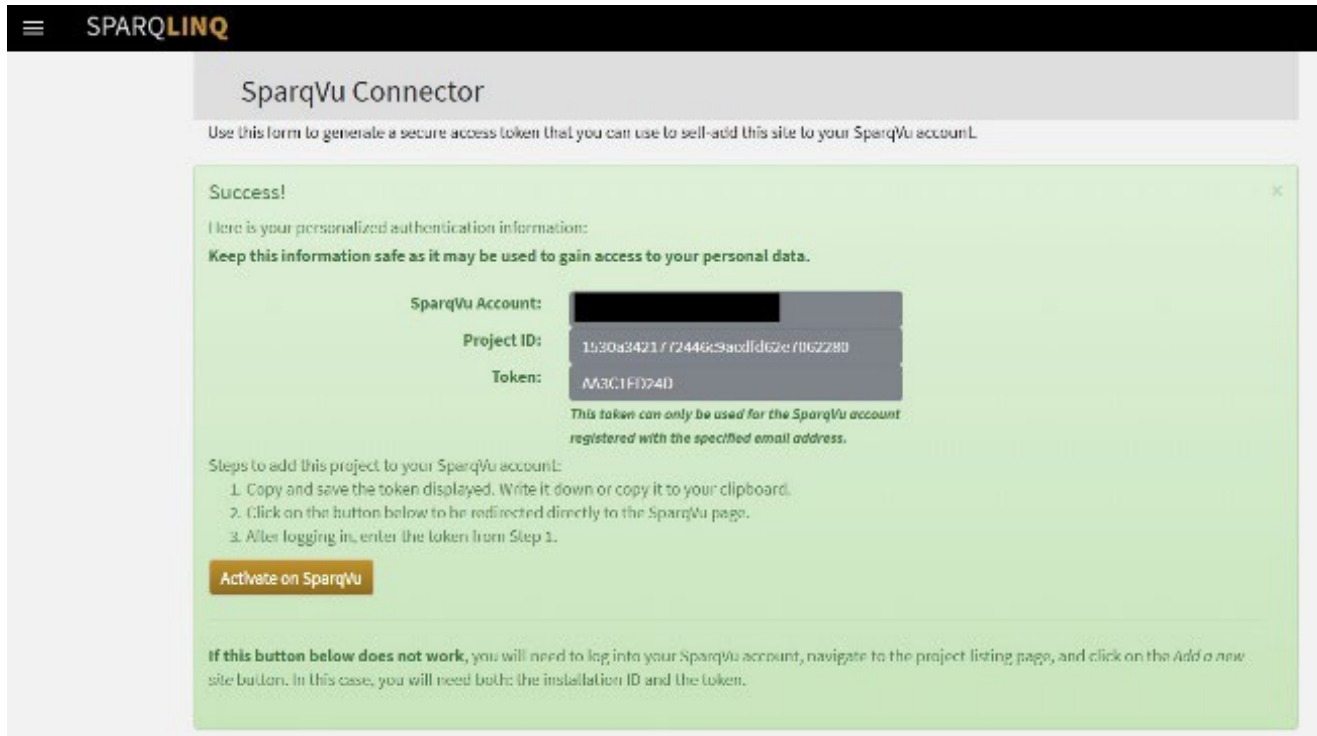 SPARQLINQ
SparqVu Connector
Use this form to generate a secure access token that you can use to self-add this site to your SparqVu account.
Success!
×
Here is your personalized authentication information:
Keep this information safe as it may be used to gain access to your personal data.
SparqVu Account:
Project ID:
Token:
This token can only be used for the SparqVu account
registered with the specified email address.
Steps to add this project to your SparqVu account:
1. Copy and save the token displayed. Write it down or copy it to your clipboard.
2. Click on the button below to be redirected directly to the SparqVu page.
3. After logging in, enter the token from Step 1.
Activate on SparqVu
If this button below does not work, you will need to log into your SparqVu account, navigate to the project listing page, and click on the Add a new
site button. In this case, you will need both: the installation ID and the token.